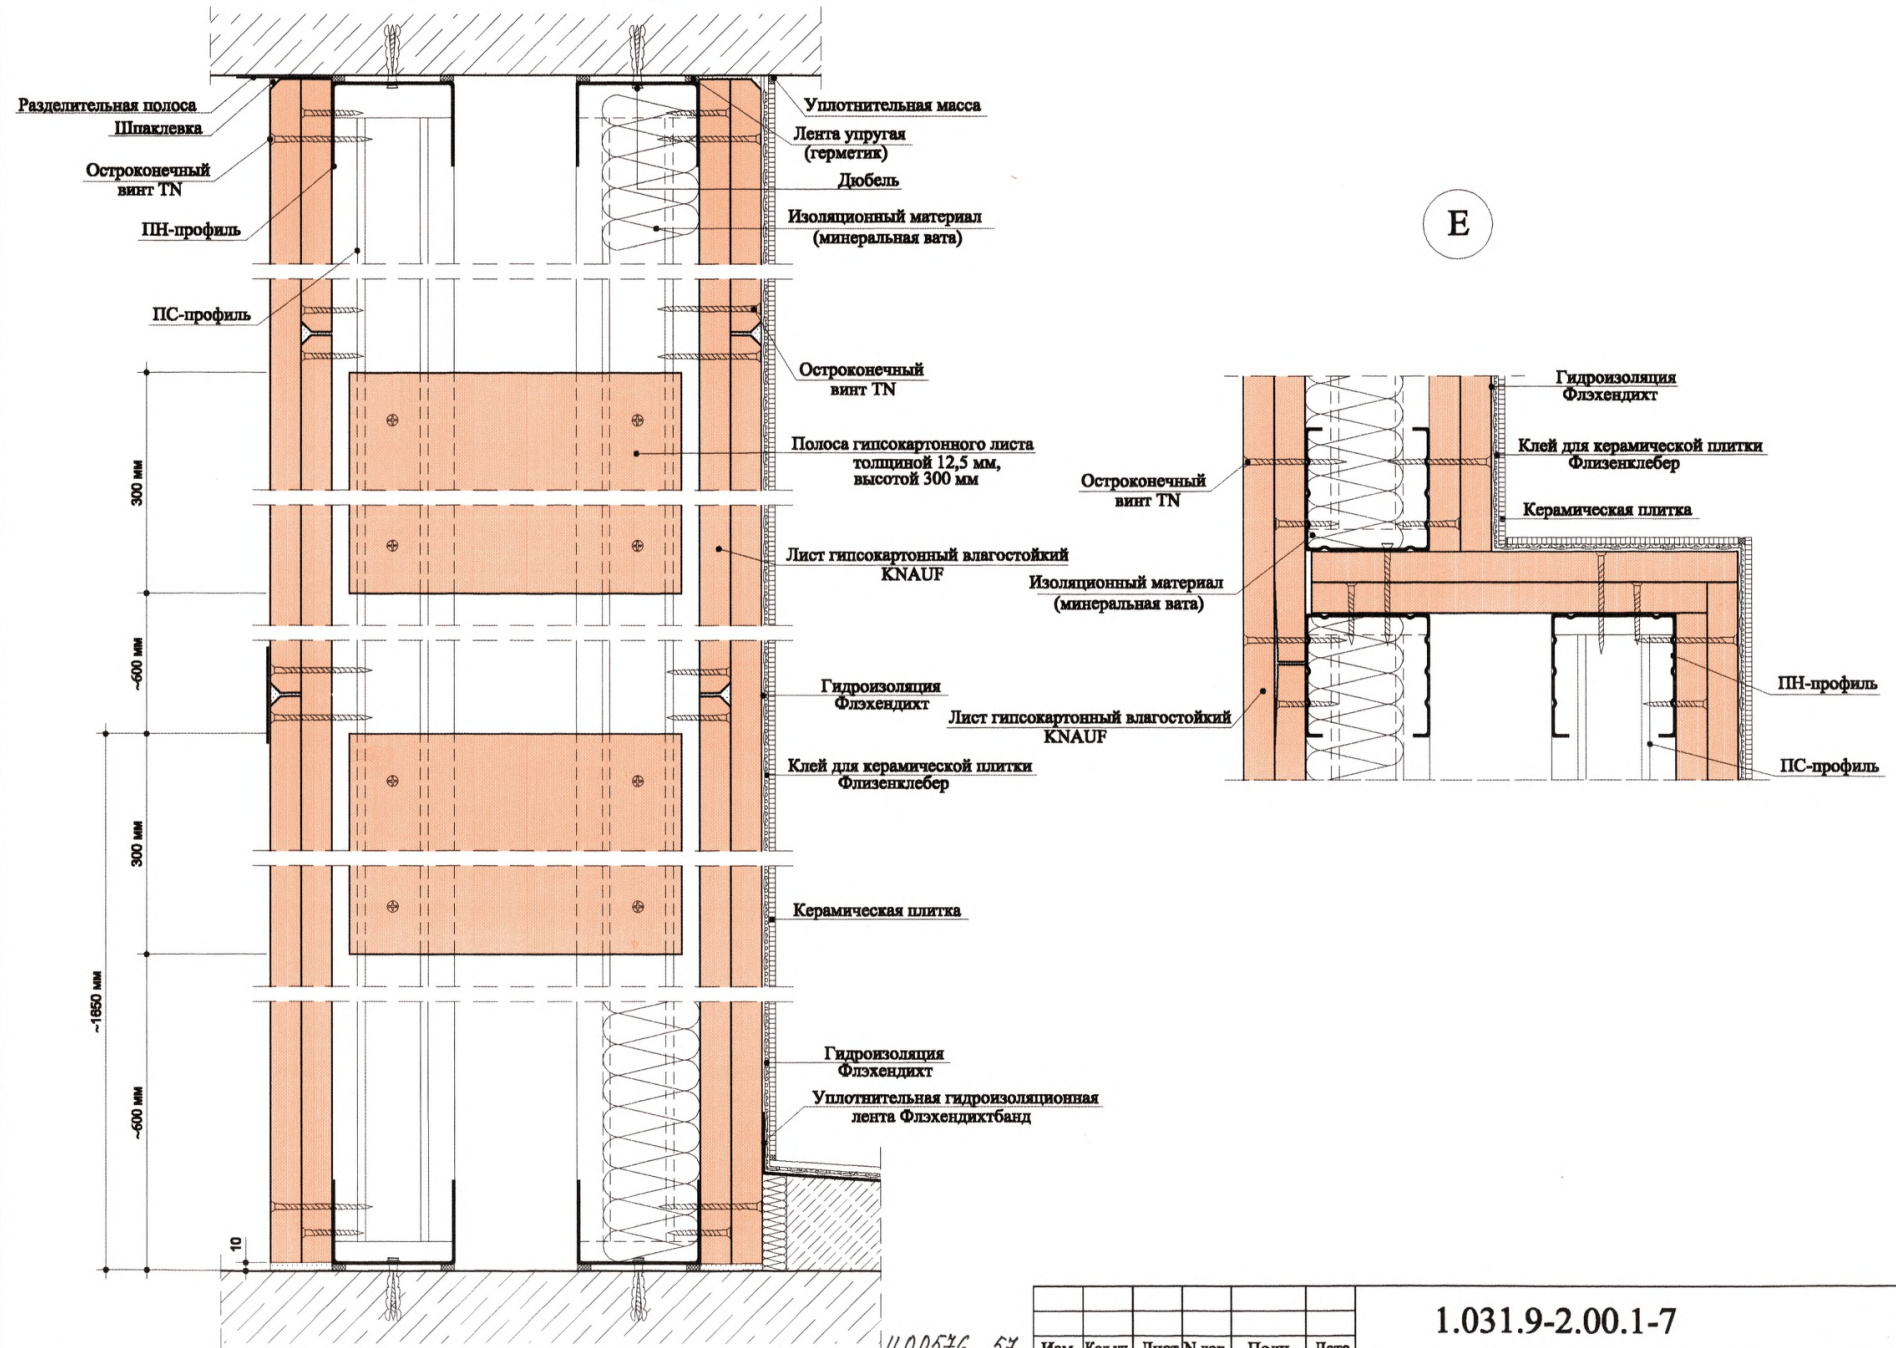 Разделительная полоса
Шпаклевка
Остроконечный
винт TN
ПН-профиль
ПС-профиль
300 мм
~600 мм
300 мм
~1650 мм
~600 мм
10
Уплотнительная масса
Лента упругая
(герметик)
Дюбель
Изоляционный материал
(минеральная вата)
Остроконечный
винт TN
Полоса гипсокартонного листа
толщиной 12,5 мм,
высотой 300 мм
Лист гипсокартонный влагостойкий
KNAUF
Гидроизоляция
Флэхендихт
Клей для керамической плитки
Флизенклебер
Керамическая плитка
Гидроизоляция
Флэхендихт
Уплотнительная гидроизоляционная
лента Флэхендихтбанд
E
Гидроизоляция
Флэхендихт
Клей для керамической плитки
Флизенклебер
Керамическая плитка
Остроконечный
винт TN
Изоляционный материал
(минеральная вата)
Лист гипсокартонный влагостойкий
KNAUF
ПН-профиль
ПС-профиль
1.031.9-2.00.1-7
57